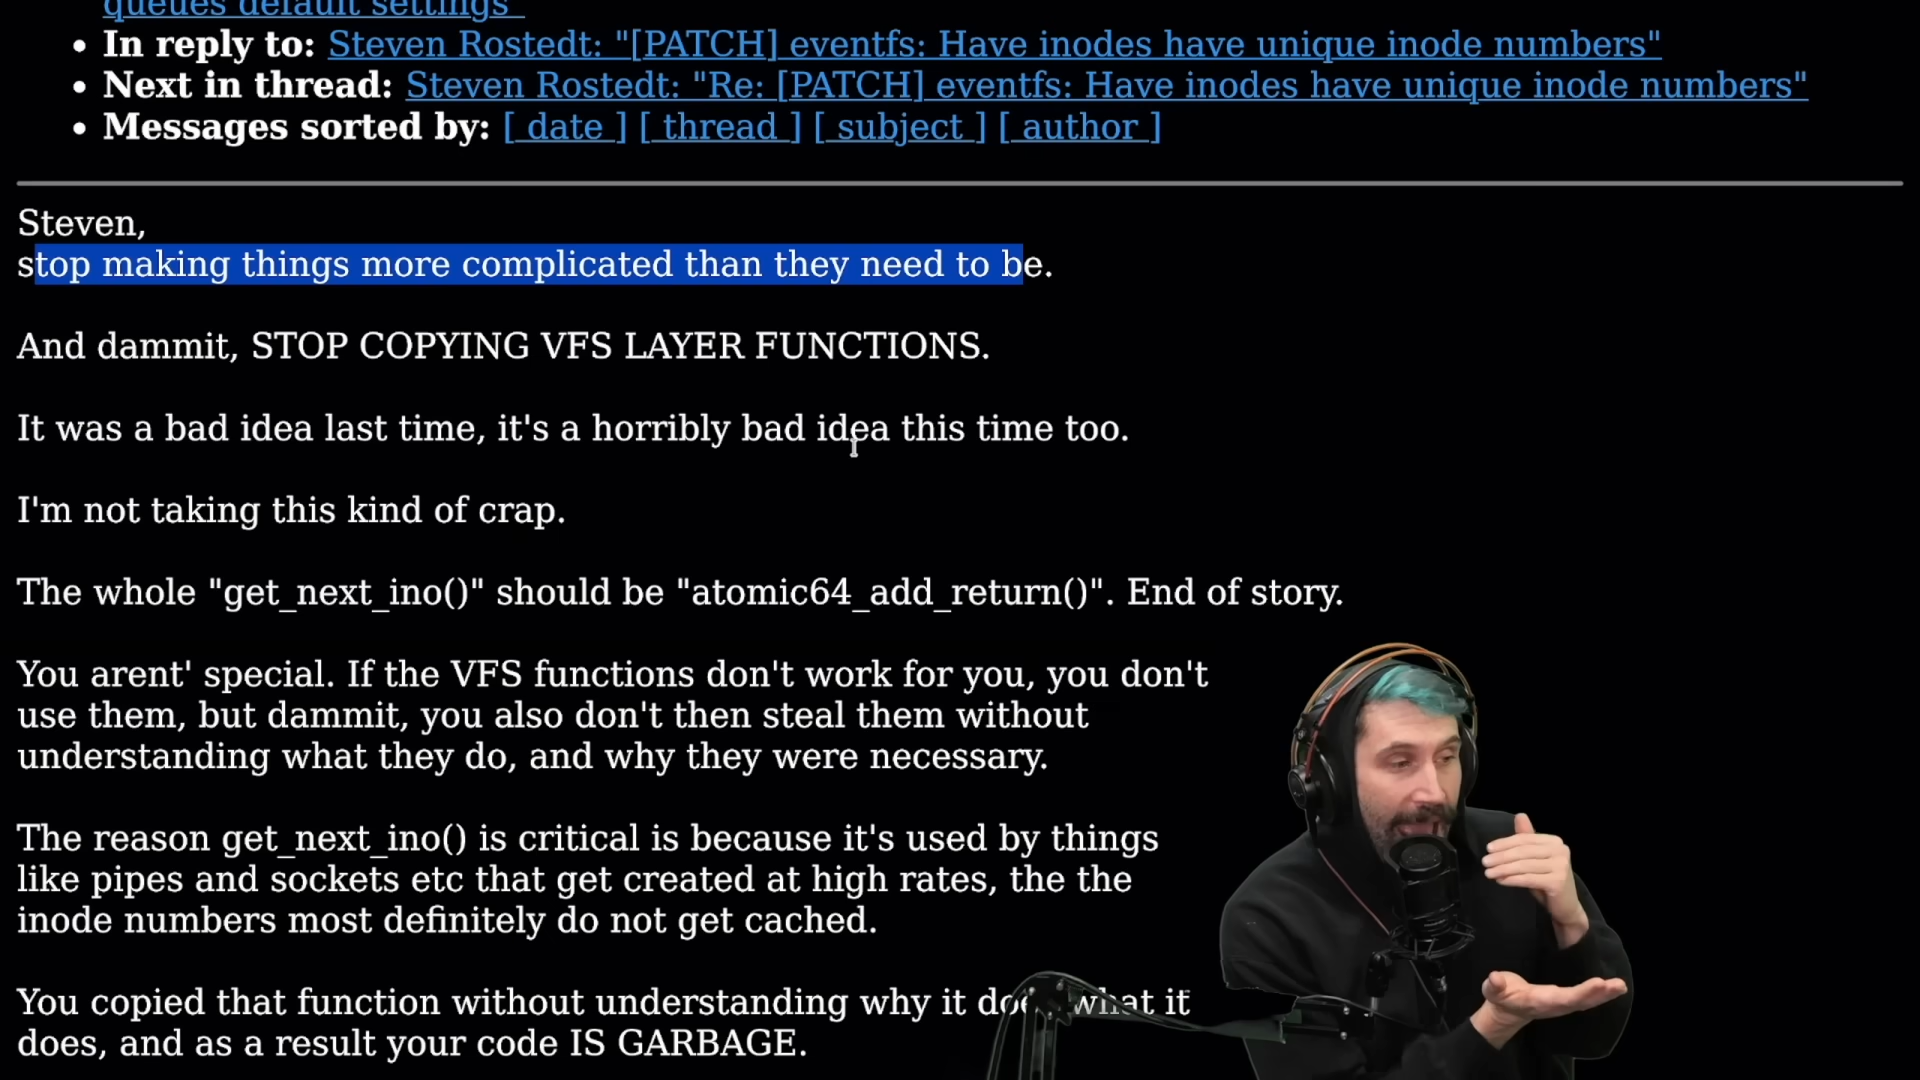 queues default settings"
• In reply to: Steven Rostedt: "[PATCH] eventfs: Have inodes have unique inode numbers"
• Next in thread: Steven Rostedt: "Re: [PATCH] eventfs: Have inodes have unique inode numbers"
• Messages sorted by: [ date ] [ thread ] [ subject ] [ author ]
Steven,
stop making things more complicated than they need to be.
And dammit, STOP COPYING VFS LAYER FUNCTIONS.
It was a bad idea last time, it's a horribly bad idea this time too.
I'm not taking this kind of crap.
The whole "get_next_ino()" should be "atomic64_add_return()". End of story.
You arent' special. If the VFS functions don't work for you, you don't
use them, but dammit, you also don't then steal them without
understanding what they do, and why they were necessary.
The reason get_next_ino() is critical is because it's used by things
like pipes and sockets etc that get created at high rates, the the
inode numbers most definitely do not get cached.
You copied that function without understanding why it does what it
does, and as a result your code IS GARBAGE.